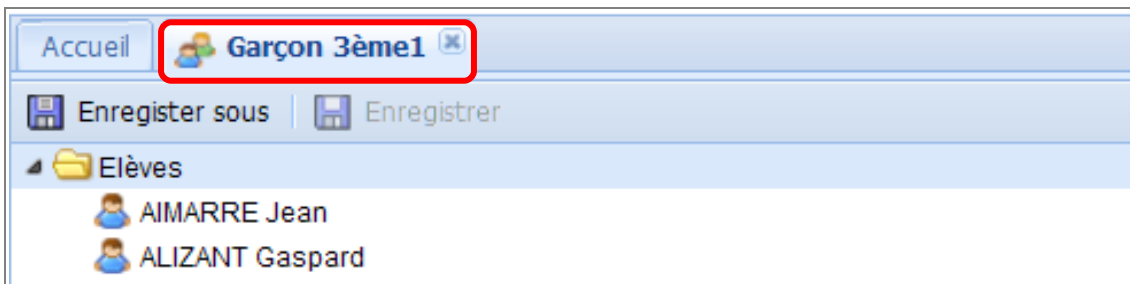 Accueil Garçon 3ème1
Enregister sous Enregistrer
Elèves
AIMARRE Jean
ALIZANT Gaspard